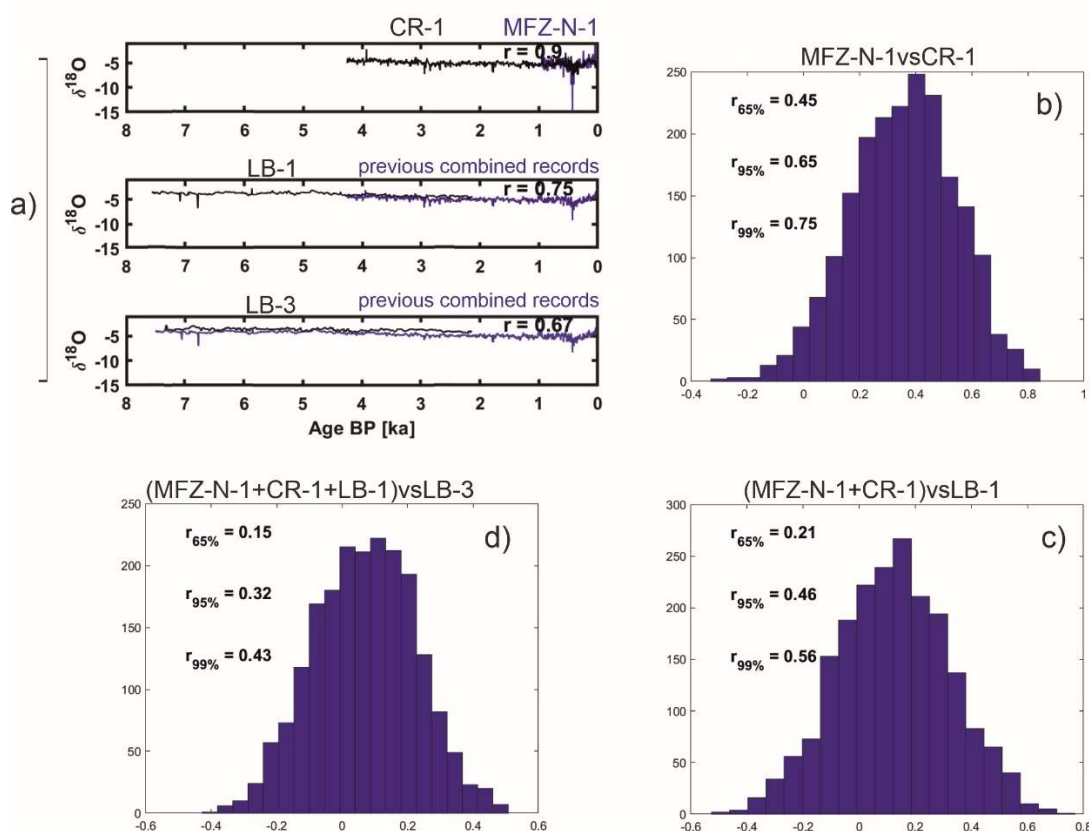 a)
CR-1 MFZ-N-1
r = 0.9
δ18O
-5
-10
-15
8 7 6 5 4 3 2 1 0
LB-1 previous combined records
r = 0.75
δ18O
-5
-10
-15
8 7 6 5 4 3 2 1 0
LB-3 previous combined records
r = 0.67
δ18O
-5
-10
-15
8 7 6 5 4 3 2 1 0
Age BP [ka]
MFZ-N-1vsCR-1
b)
250
200
150
100
50
0
r65% = 0.45
r95% = 0.65
r99% = 0.75
-0.4 -0.2 0 0.2 0.4 0.6 0.8 1
(MFZ-N-1+CR-1+LB-1)vsLB-3
d)
250
200
150
100
50
0
r65% = 0.15
r95% = 0.32
r99% = 0.43
-0.6 -0.4 -0.2 0 0.2 0.4 0.6
(MFZ-N-1+CR-1)vsLB-1
c)
300
250
200
150
100
50
0
r65% = 0.21
r95% = 0.46
r99% = 0.56
-0.6 -0.4 -0.2 0 0.2 0.4 0.6 0.8